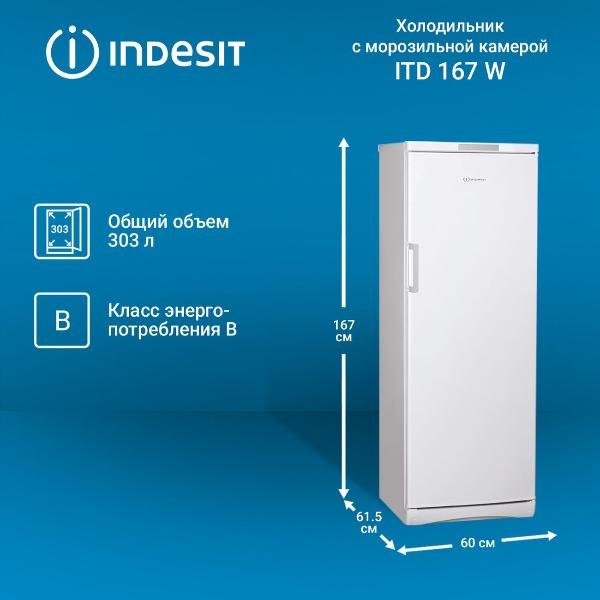 INDESIT
Холодильник
с морозильной камерой
ITD 167 W
INDESIT
303
Общий объем
303 л
B
Класс энерго-
потребления B
167
см
61.5
см
60 см